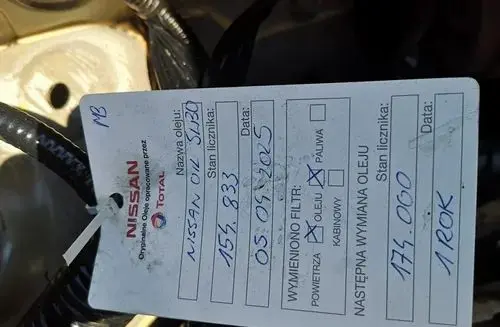 MB
NISSAN
Oryginalne Oleje opracowane przez
TOTAL
Nazwa oleju:
NISSAN OIL 5W30
Stan licznika:
154.833
Data:
05.04.2025
WYMIENIONO FILTR:
POWIETRZA X OLEJU X PALIWA
KABINOWY
NASTĘPNA WYMIANA OLEJU
Stan licznika:
174.000
Data:
1 ROK